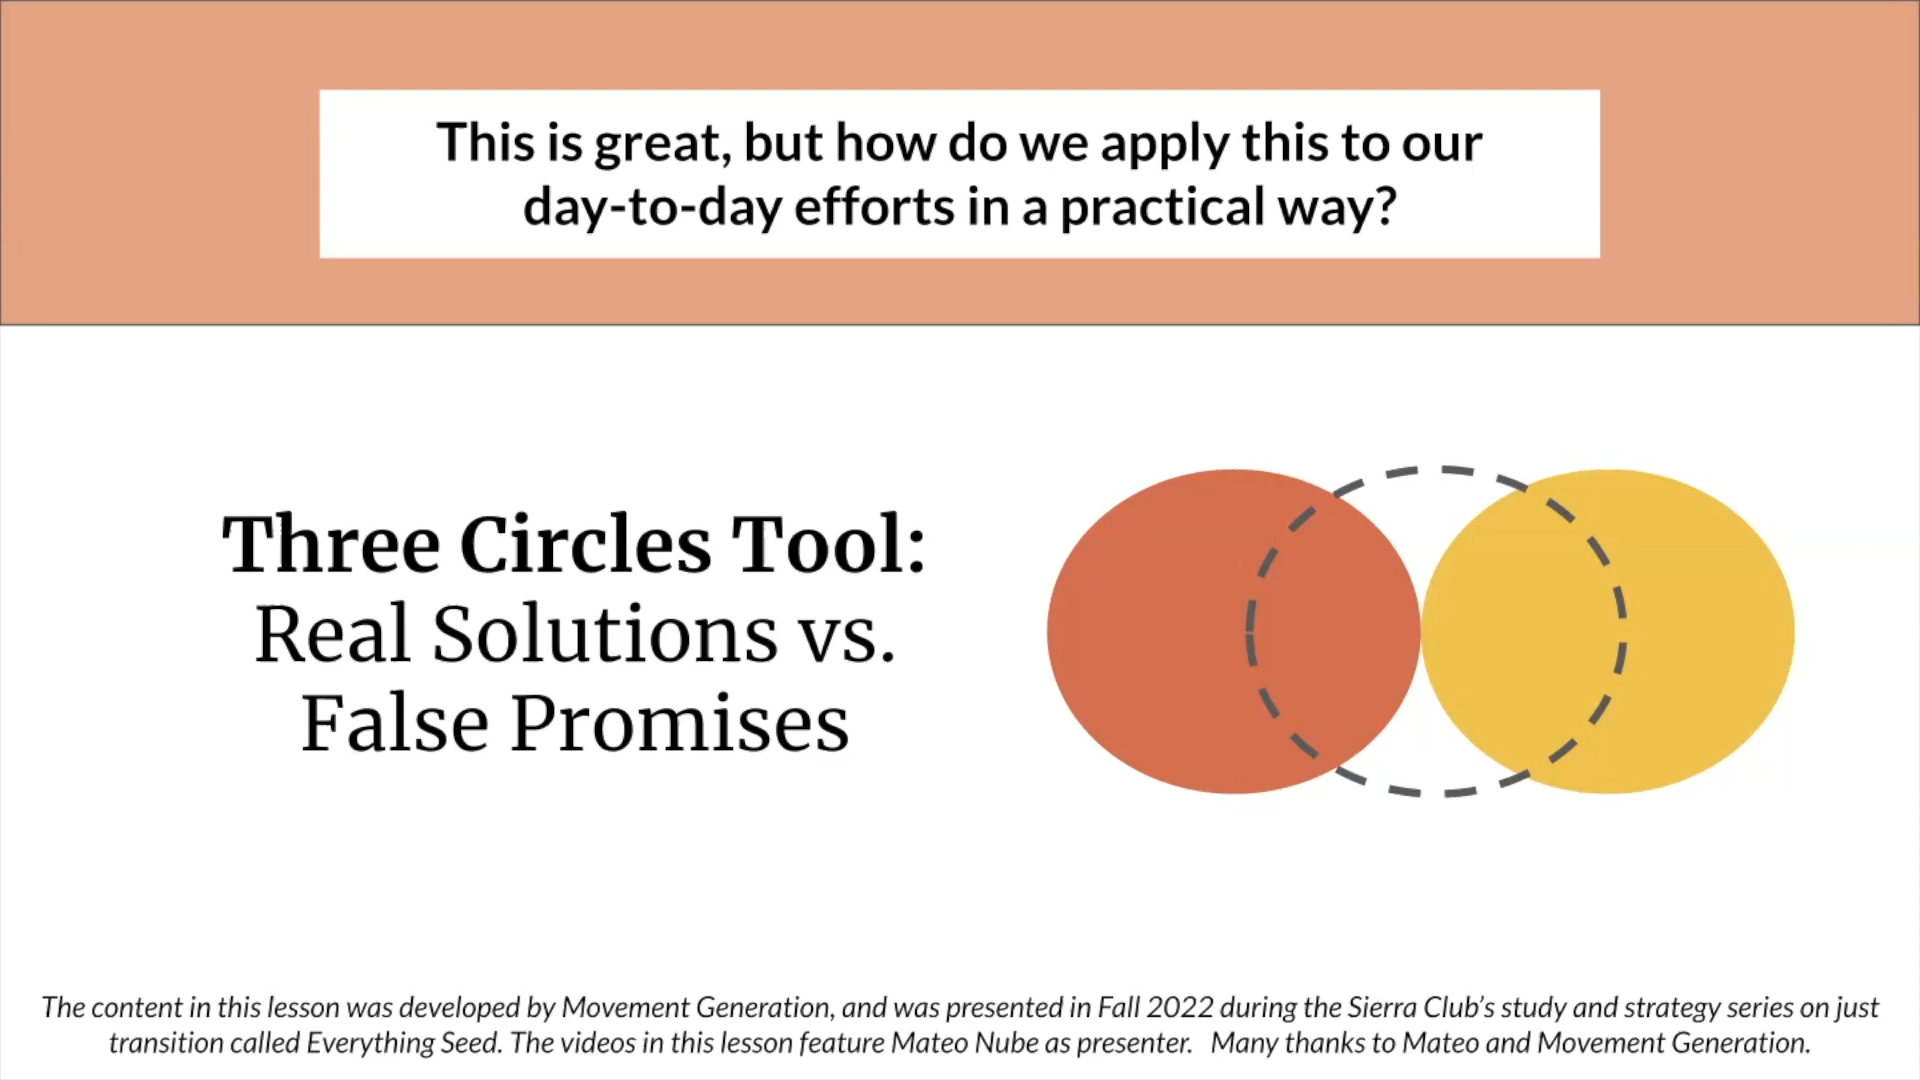 This is great, but how do we apply this to our
day-to-day efforts in a practical way?
Three Circles Tool:
Real Solutions vs.
False Promises
The content in this lesson was developed by Movement Generation, and was presented in Fall 2022 during the Sierra Club's study and strategy series on just
transition called Everything Seed. The videos in this lesson feature Mateo Nube as presenter.   Many thanks to Mateo and Movement Generation.